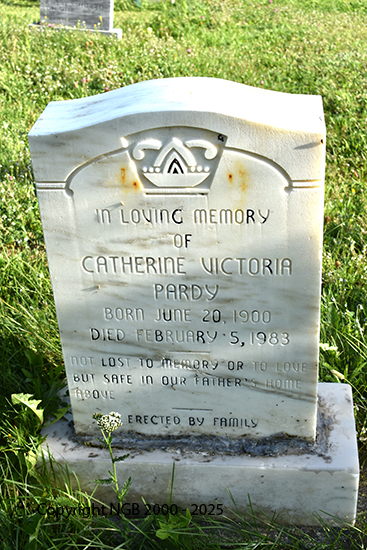 IN LOVING MEMORY
OF
CATHERINE VICTORIA
PARDY
BORN JUNE 20, 1900
DIED FEBRUARY 5, 1983
NOT LOST TO MEMORY OR TO LOVE
BUT SAFE IN OUR FATHER'S HOME
ABOVE
ERECTED BY FAMILY
Copyright NGB 2000 - 2025